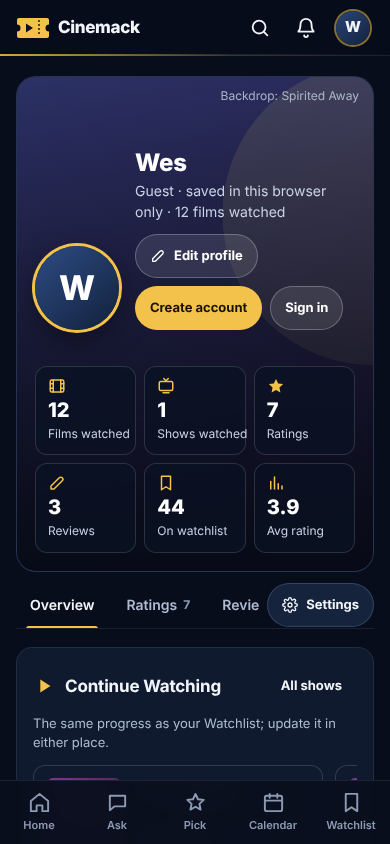 Cinemack
W
Backdrop: Spirited Away
Wes
Guest · saved in this browser
only · 12 films watched
Edit profile
W
Create account
Sign in
12
Films watched
1
Shows watched
7
Ratings
3
Reviews
44
On watchlist
3.9
Avg rating
Overview
Ratings 7
Revie
Settings
Continue Watching
All shows
The same progress as your Watchlist; update it in
either place.
Home
Ask
Pick
Calendar
Watchlist